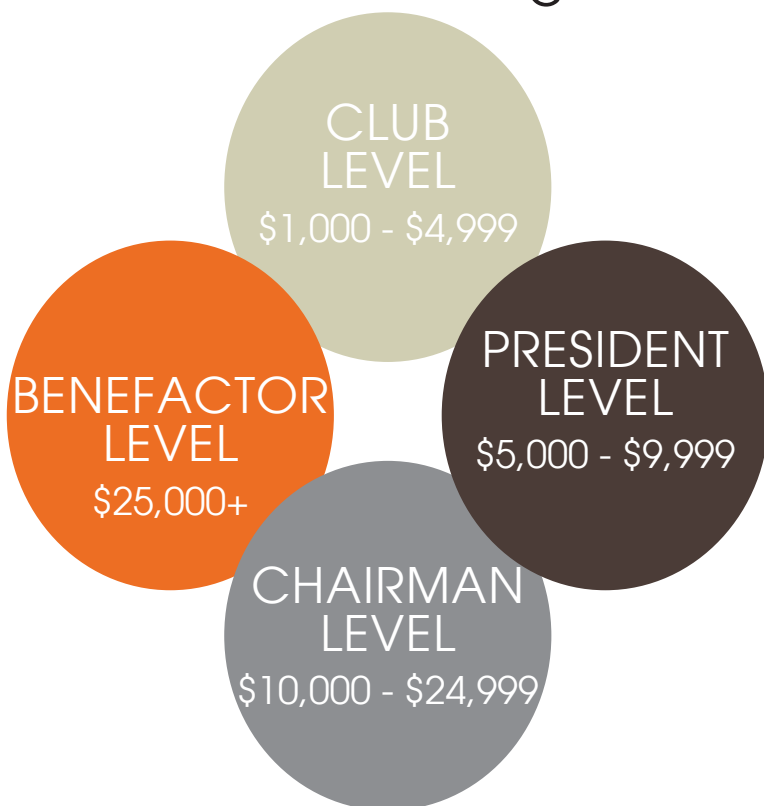 CLUB
LEVEL
$1,000 - $4,999
PRESIDENT
LEVEL
$5,000 - $9,999
BENEFACTOR
LEVEL
$25,000+
CHAIRMAN
LEVEL
$10,000 - $24,999